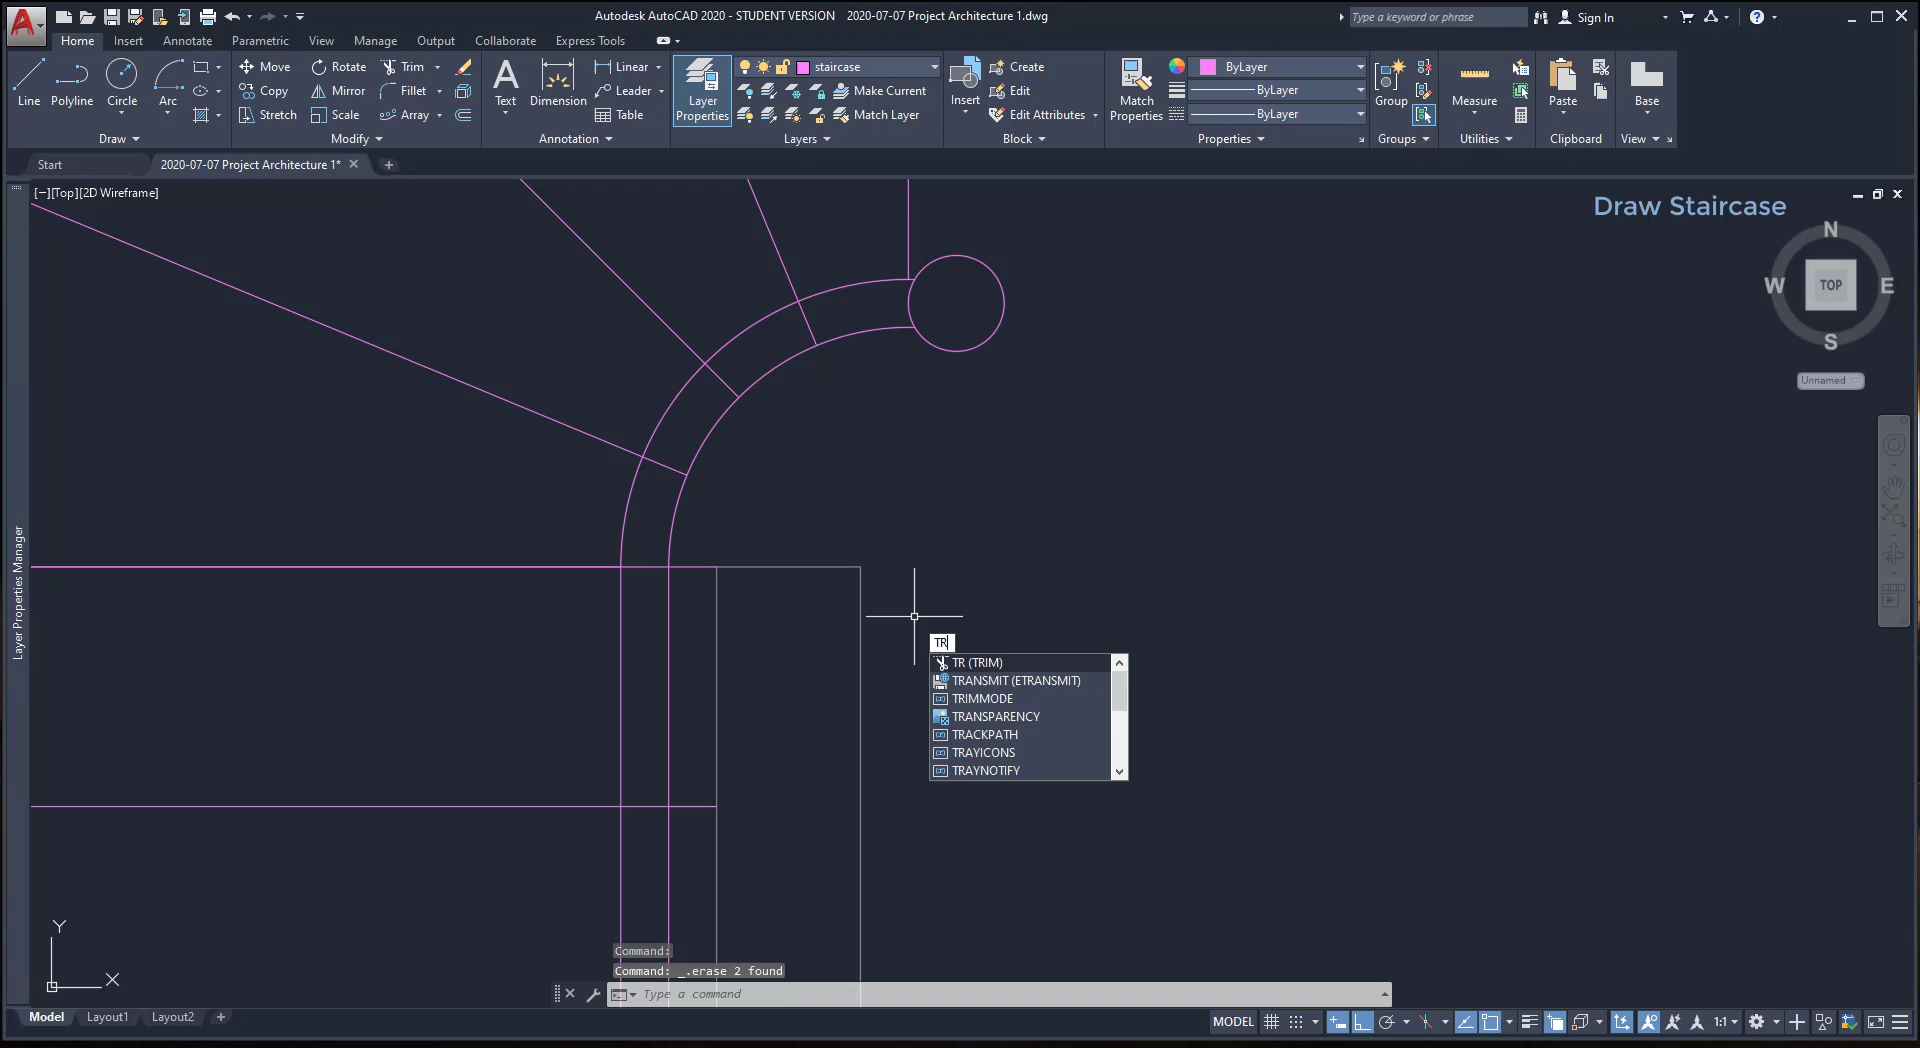 Autodesk AutoCAD 2020 - STUDENT VERSION 2020-07-07 Project Architecture 1.dwg
Type a keyword or phrase
Sign In
Home Insert Annotate Parametric View Manage Output Collaborate Express Tools
Line Polyline Circle Arc
Draw
Move Rotate Trim
Copy Mirror Fillet
Stretch Scale Array
Modify
Text Dimension
Linear
Leader
Table
Annotation
Layer Properties
staircase
Make Current
Match Layer
Layers
Insert
Create
Edit
Edit Attributes
Block
Match Properties
ByLayer
ByLayer
ByLayer
Properties
Group
Groups
Measure
Utilities
Paste
Clipboard
Base
View
Start
2020-07-07 Project Architecture 1*
[−][Top][2D Wireframe]
Draw Staircase
N
W TOP E
S
Unnamed
Layer Properties Manager
TR
TR (TRIM)
TRANSMIT (ETRANSMIT)
TRIMMODE
TRANSPARENCY
TRACKPATH
TRAYICONS
TRAYNOTIFY
Y
X
Command:
Command: _.erase 2 found
Type a command
Model Layout1 Layout2
MODEL 1:1